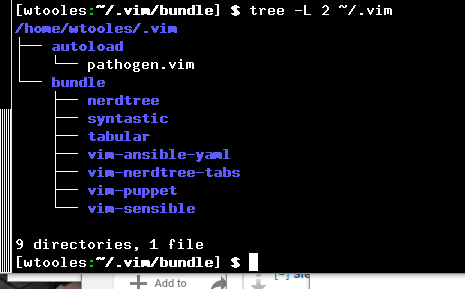 [wtooles:~/.vim/bundle] $ tree -L 2 ~/.vim
/home/wtooles/.vim
├── autoload
│   └── pathogen.vim
└── bundle
    ├── nerdtree
    ├── syntastic
    ├── tabular
    ├── vim-ansible-yaml
    ├── vim-nerdtree-tabs
    ├── vim-puppet
    └── vim-sensible
9 directories, 1 file
[wtooles:~/.vim/bundle] $
Add to